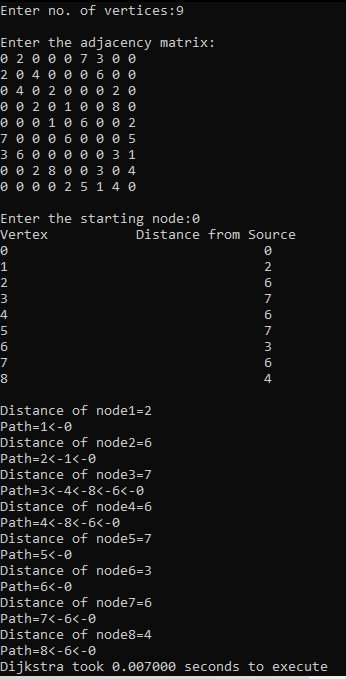 Enter no. of vertices:9
Enter the adjacency matrix:
0 2 0 0 0 7 3 0 0
2 0 4 0 0 0 6 0 0
0 4 0 2 0 0 0 2 0
0 0 2 0 1 0 0 8 0
0 0 0 1 0 6 0 0 2
7 0 0 0 6 0 0 0 5
3 6 0 0 0 0 0 3 1
0 0 2 8 0 0 3 0 4
0 0 0 0 2 5 1 4 0
Enter the starting node:0
Vertex Distance from Source
0 0
1 2
2 6
3 7
4 6
5 7
6 3
7 6
8 4
Distance of node1=2
Path=1<-0
Distance of node2=6
Path=2<-1<-0
Distance of node3=7
Path=3<-4<-8<-6<-0
Distance of node4=6
Path=4<-8<-6<-0
Distance of node5=7
Path=5<-0
Distance of node6=3
Path=6<-0
Distance of node7=6
Path=7<-6<-0
Distance of node8=4
Path=8<-6<-0
Dijkstra took 0.007000 seconds to execute